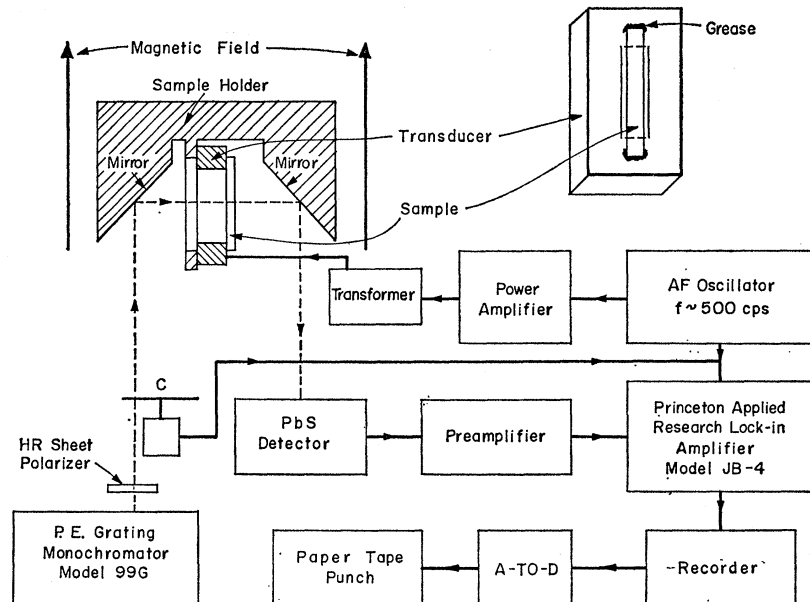 Magnetic Field
Sample Holder
Mirror
Mirror
Transducer
Sample
Grease
Transformer
Power
Amplifier
AF Oscillator
f ~ 500 cps
C
HR Sheet
Polarizer
PbS
Detector
Preamplifier
Princeton Applied
Research Lock-in
Amplifier
Model JB-4
P.E. Grating
Monochromator
Model 99G
Paper Tape
Punch
A-TO-D
Recorder